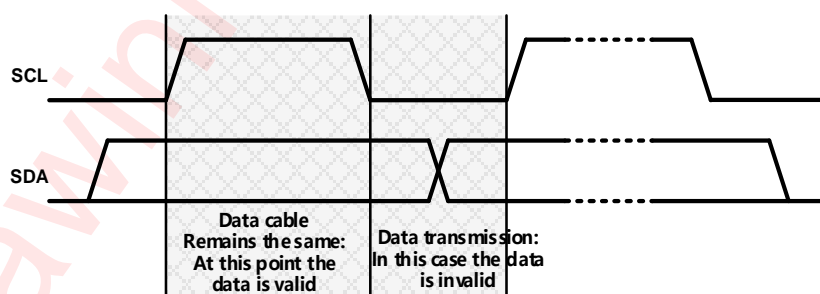 SCL
SDA
Data cable
Remains the same:
At this point the
data is valid
Data transmission:
In this case the data
is invalid